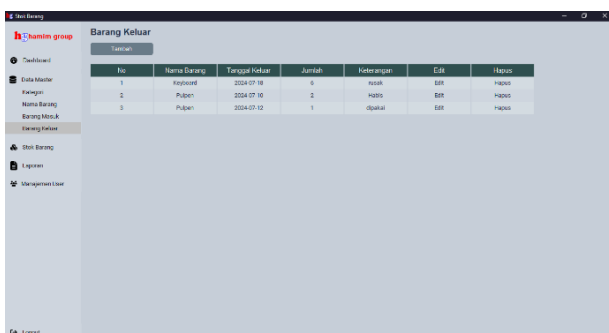 Stok Barang
hamim group
Dashboard
Data Master
Kategori
Nama Barang
Barang Masuk
Barang Keluar
Stok Barang
Laporan
Manajemen User
Logout
Barang Keluar
Tambah
No Nama Barang Tanggal Keluar Jumlah Keterangan Edit Hapus
1 Keyboard 2024-07-18 6 rusak Edit Hapus
2 Pulpen 2024-07-10 2 Habis Edit Hapus
3 Pulpen 2024-07-12 1 dipakai Edit Hapus